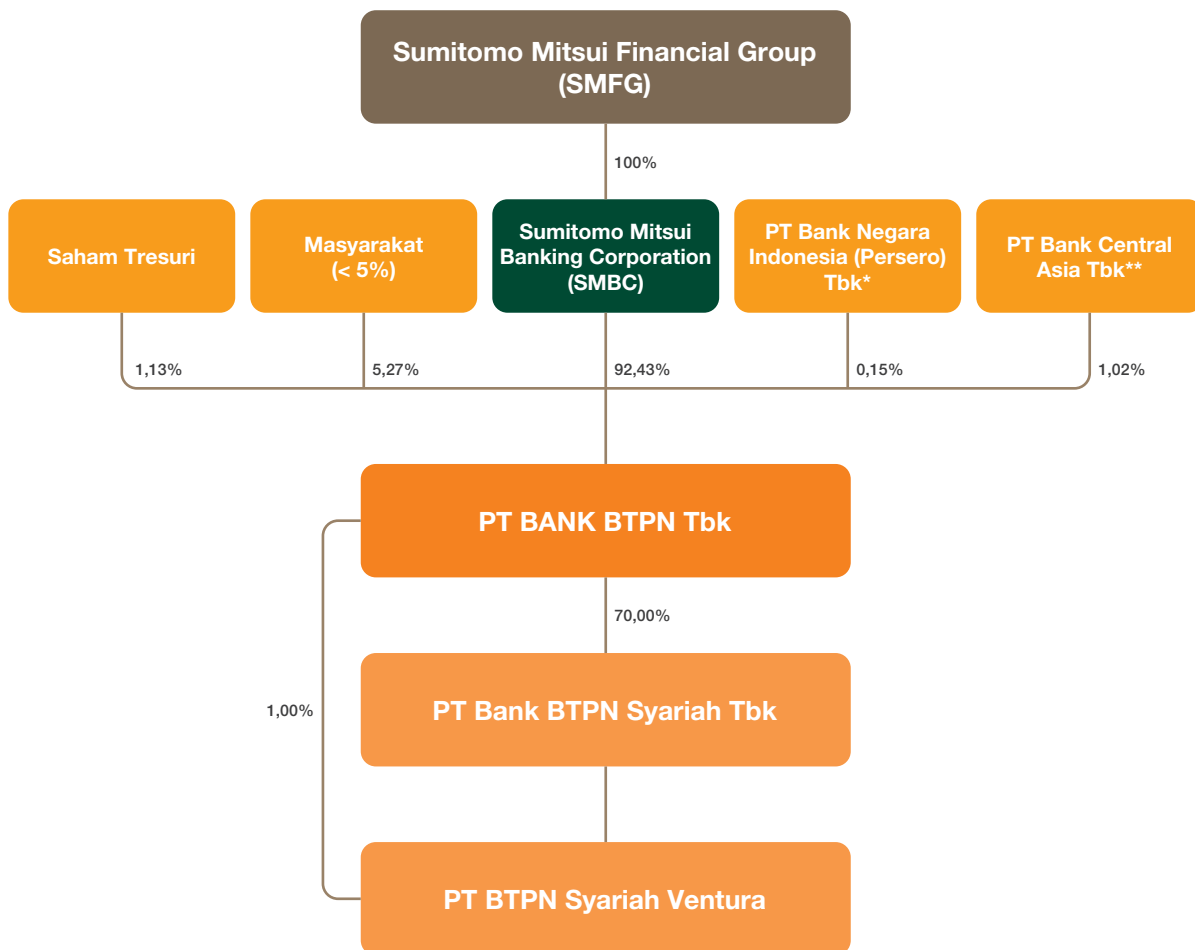 Sumitomo Mitsui Financial Group
(SMFG)
100%
Saham Tresuri
Masyarakat
(< 5%)
Sumitomo Mitsui
Banking Corporation
(SMBC)
PT Bank Negara
Indonesia (Persero)
Tbk*
PT Bank Central
Asia Tbk**
1,13%
5,27%
92,43%
0,15%
1,02%
PT BANK BTPN Tbk
70,00%
PT Bank BTPN Syariah Tbk
1,00%
PT BTPN Syariah Ventura